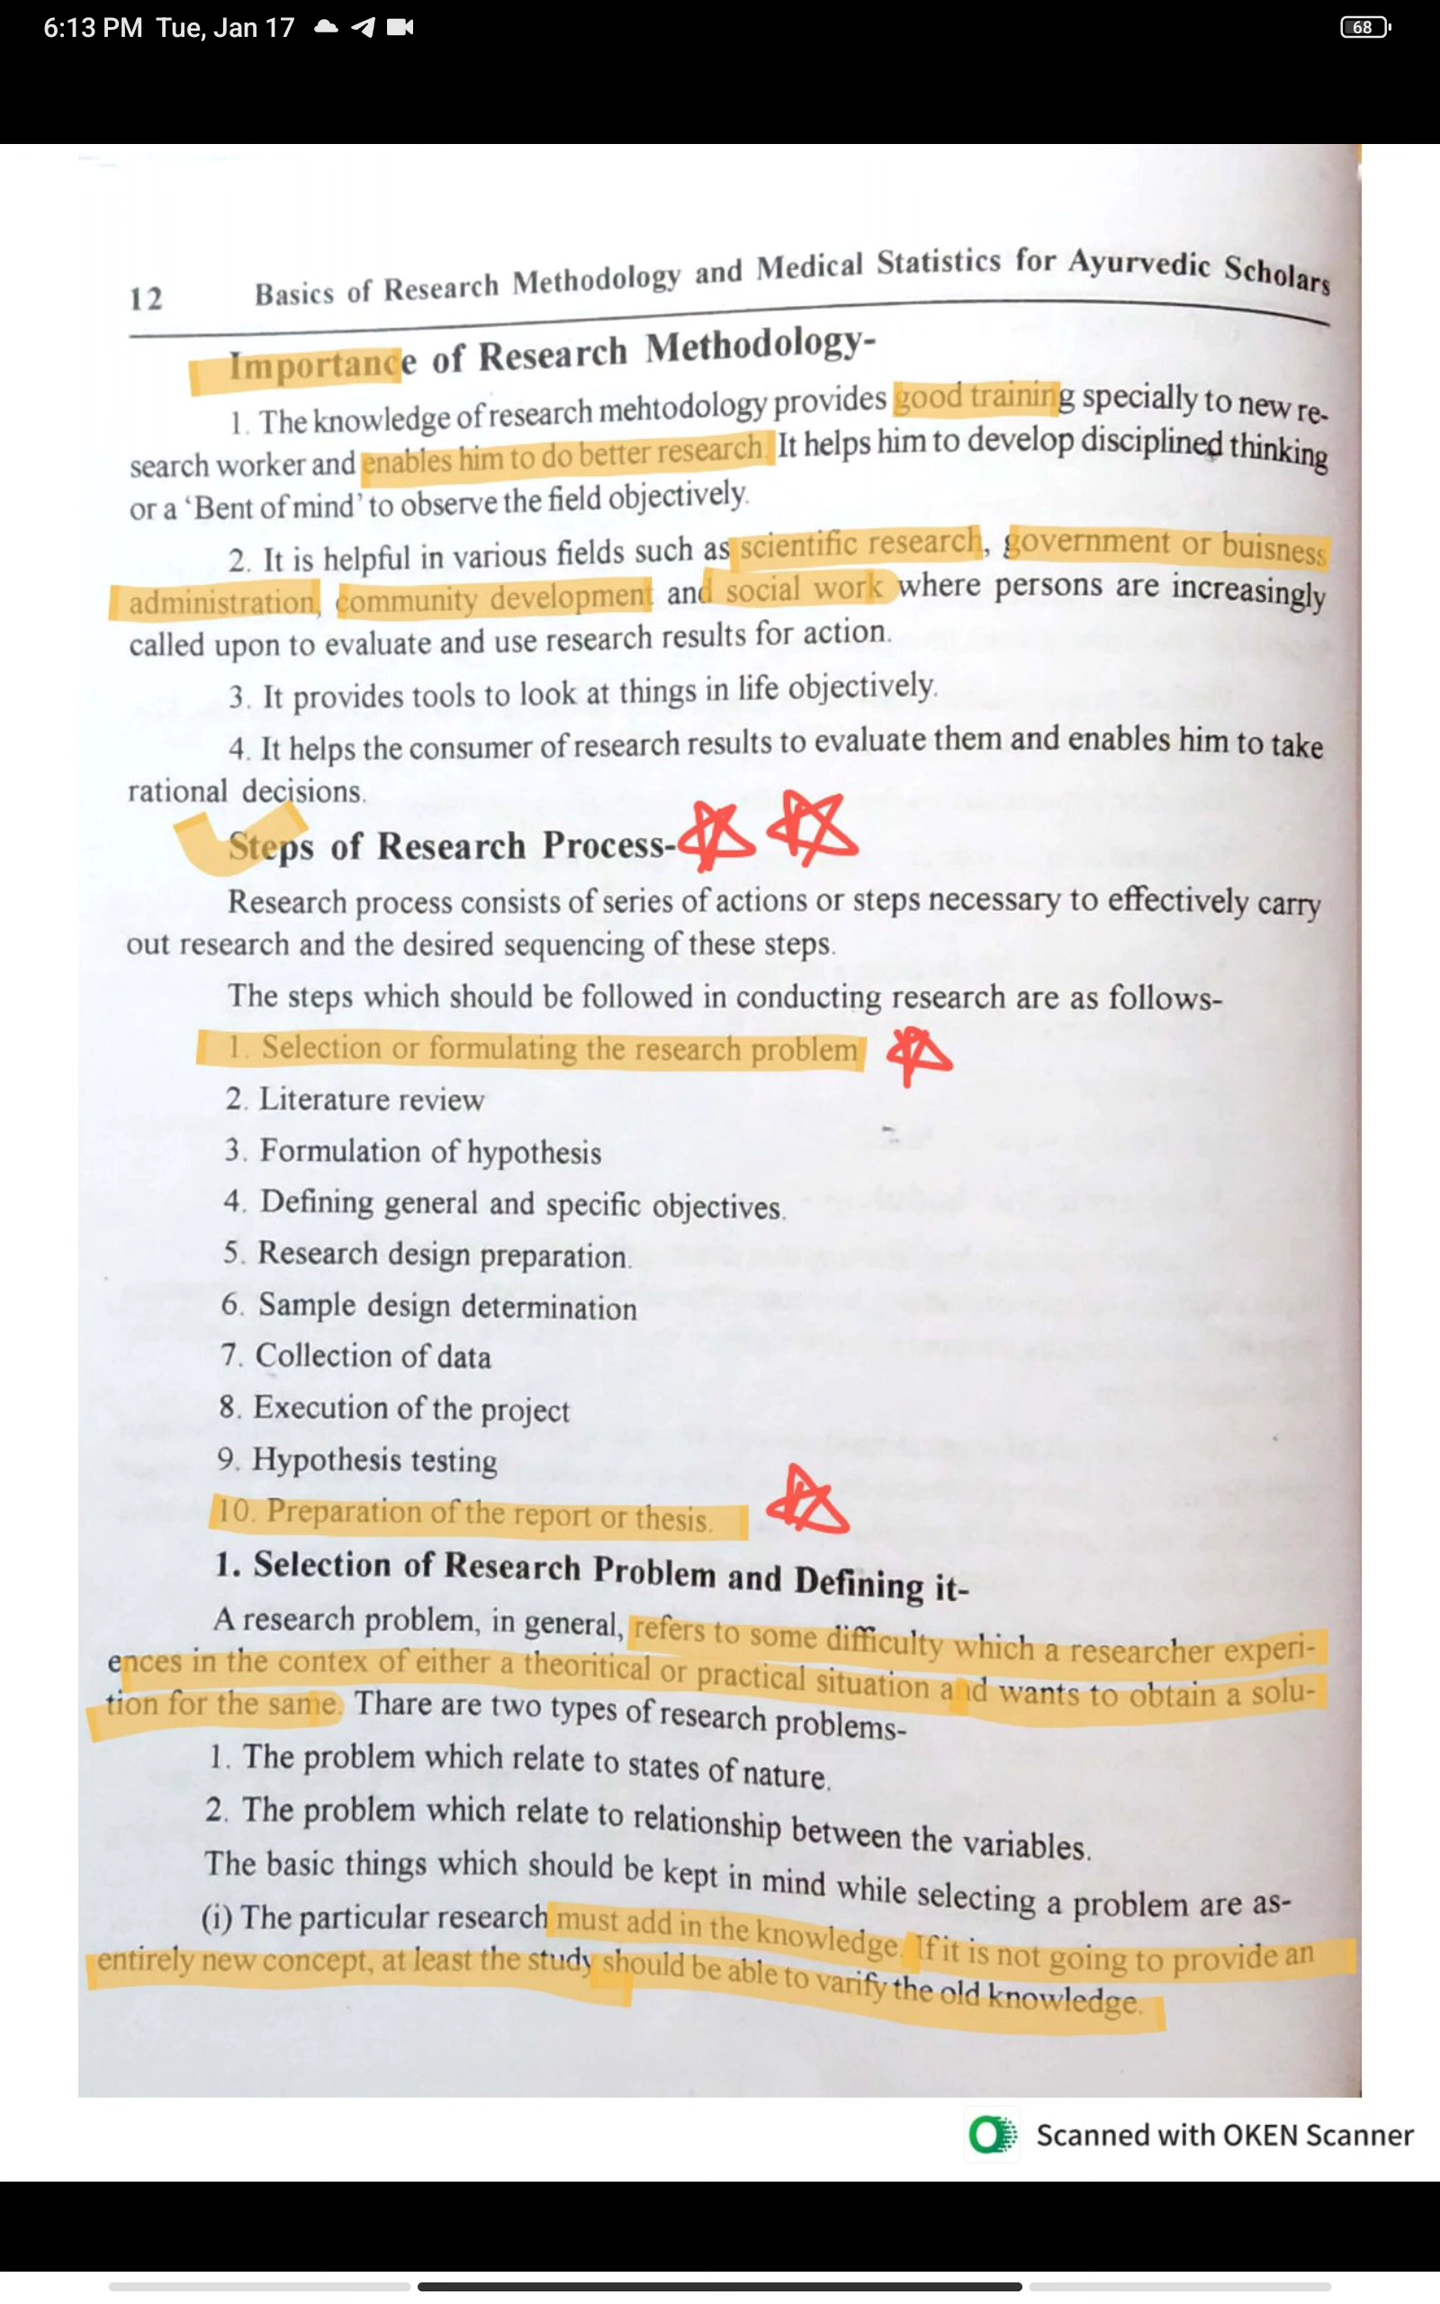 6:13 PM Tue, Jan 17
68
12 Basics of Research Methodology and Medical Statistics for Ayurvedic Scholars
Importance of Research Methodology-
1. The knowledge of research mehtodology provides good training specially to new re-
search worker and enables him to do better research. It helps him to develop disciplined thinking
or a ‘Bent of mind’ to observe the field objectively.
2. It is helpful in various fields such as scientific research, government or buisness
administration, community development and social work where persons are increasingly
called upon to evaluate and use research results for action.
3. It provides tools to look at things in life objectively.
4. It helps the consumer of research results to evaluate them and enables him to take
rational decisions.
Steps of Research Process-
Research process consists of series of actions or steps necessary to effectively carry
out research and the desired sequencing of these steps.
The steps which should be followed in conducting research are as follows-
1. Selection or formulating the research problem
2. Literature review
3. Formulation of hypothesis
4. Defining general and specific objectives.
5. Research design preparation.
6. Sample design determination
7. Collection of data
8. Execution of the project
9. Hypothesis testing
10. Preparation of the report or thesis.
1. Selection of Research Problem and Defining it-
A research problem, in general, refers to some difficulty which a researcher experi-
ences in the contex of either a theoritical or practical situation and wants to obtain a solu-
tion for the same. Thare are two types of research problems-
1. The problem which relate to states of nature.
2. The problem which relate to relationship between the variables.
The basic things which should be kept in mind while selecting a problem are as-
(i) The particular research must add in the knowledge. If it is not going to provide an
entirely new concept, at least the study should be able to varify the old knowledge.
Scanned with OKEN Scanner